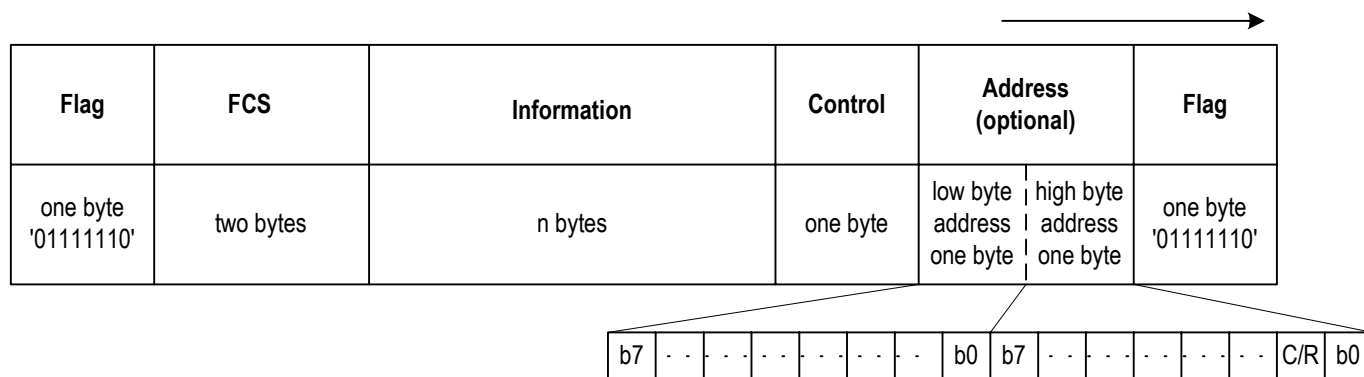 Flag FCS Information Control Address (optional) Flag
one byte '01111110' two bytes n bytes one byte low byte address one byte high byte address one byte one byte '01111110'
b7 - - - - - - - - - - - - b0 b7 - - - - - - - - - - C/R b0